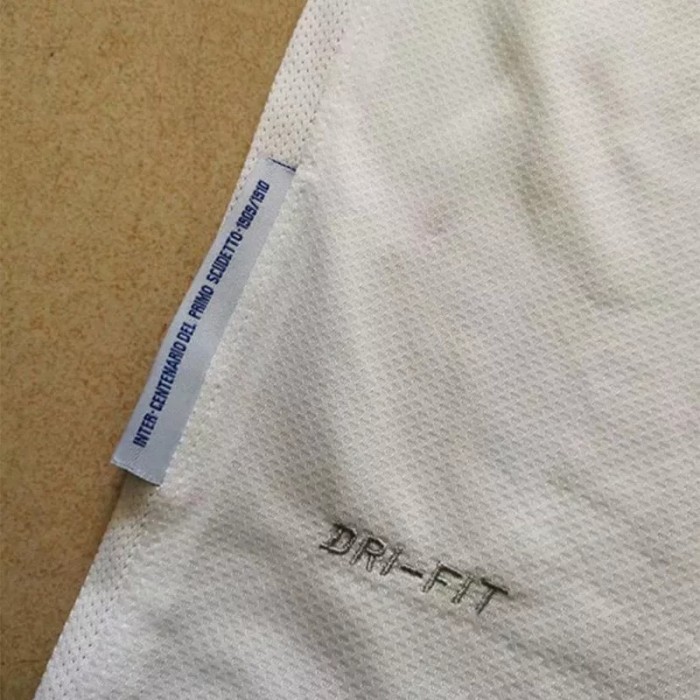 INTER-CENTENARIO DEL PRIMO SCUDETTO-1909/1910
DRI-FIT